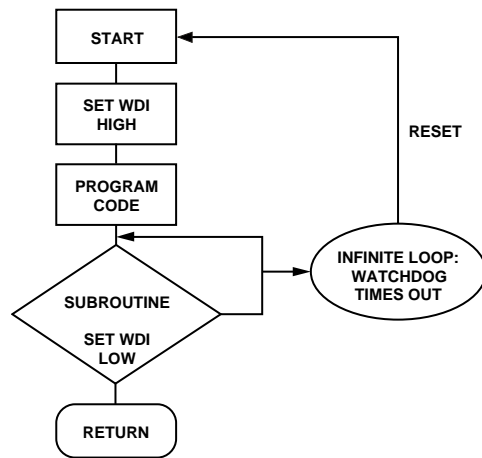 START
SET WDI
HIGH
RESET
PROGRAM
CODE
INFINITE LOOP:
WATCHDOG
TIMES OUT
SUBROUTINE
SET WDI
LOW
RETURN